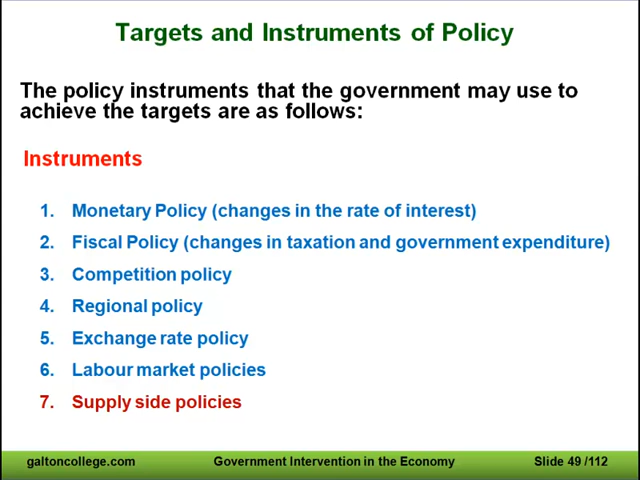 Targets and Instruments of Policy
The policy instruments that the government may use to
achieve the targets are as follows:
Instruments
1. Monetary Policy (changes in the rate of interest)
2. Fiscal Policy (changes in taxation and government expenditure)
3. Competition policy
4. Regional policy
5. Exchange rate policy
6. Labour market policies
7. Supply side policies
galtoncollege.com Government Intervention in the Economy Slide 49 /112